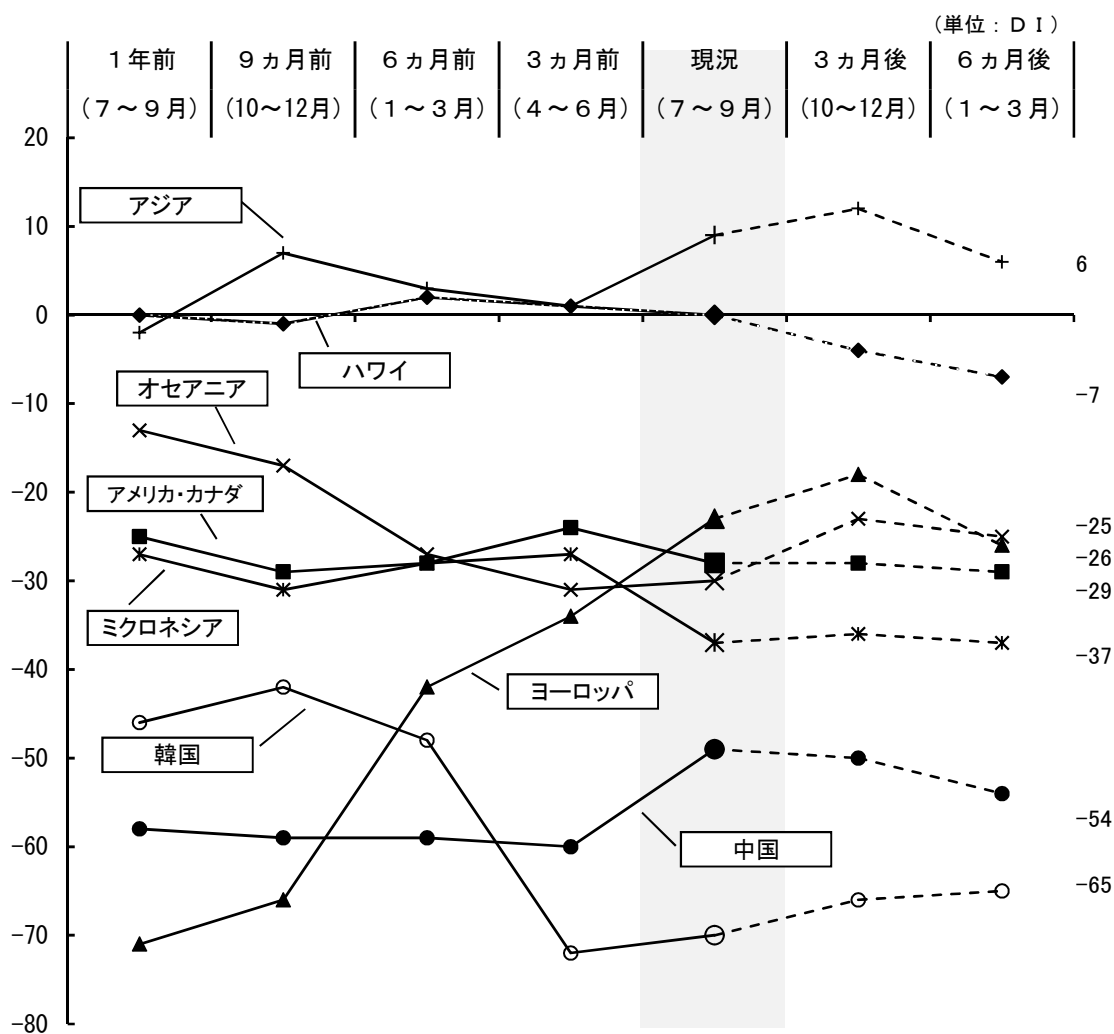 （単位：ＤＩ）
１年前 ９ヵ月前 ６ヵ月前 ３ヵ月前 現況 ３ヵ月後 ６ヵ月後
（７～９月） （10～12月） （１～３月） （４～６月） （７～９月） （10～12月） （１～３月）
20
アジア
10
6
0
ハワイ
オセアニア
-7
-10
アメリカ・カナダ
-20
-25
-26
-29
-30
ミクロネシア
-37
-40
ヨーロッパ
韓国
-50
-54
中国
-60
-65
-70
-80